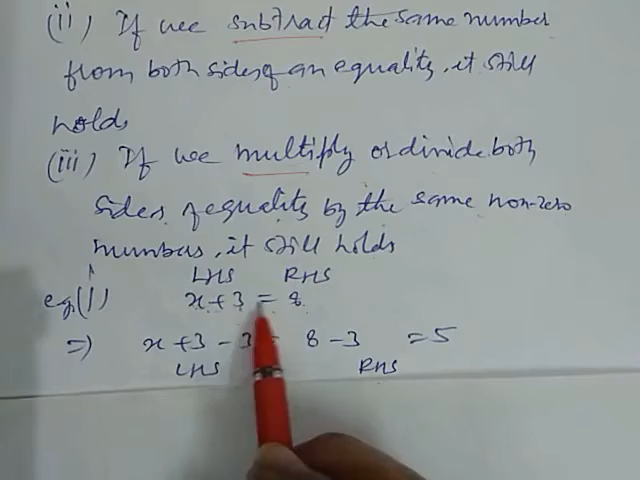 (ii) If we subtract the same number
from both sides of an equality, it still
holds
(iii) If we multiply or divide both
sides of equality by the same non-zero
number, it still holds
LHS RHS
eg(1) x+3 = 8
=) x+3-3 = 8-3 =5
LHS RHS